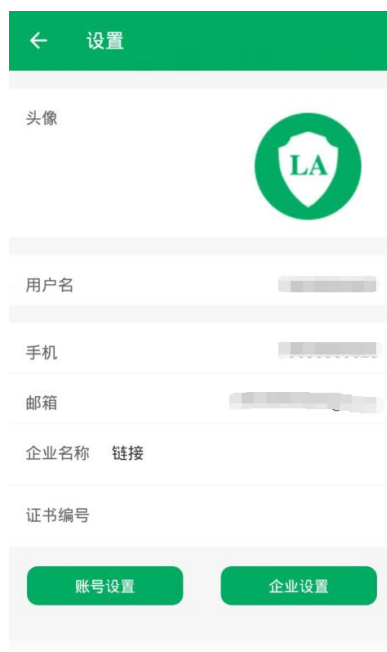 设置
头像
LA
用户名
手机
邮箱
企业名称 链接
证书编号
账号设置 企业设置